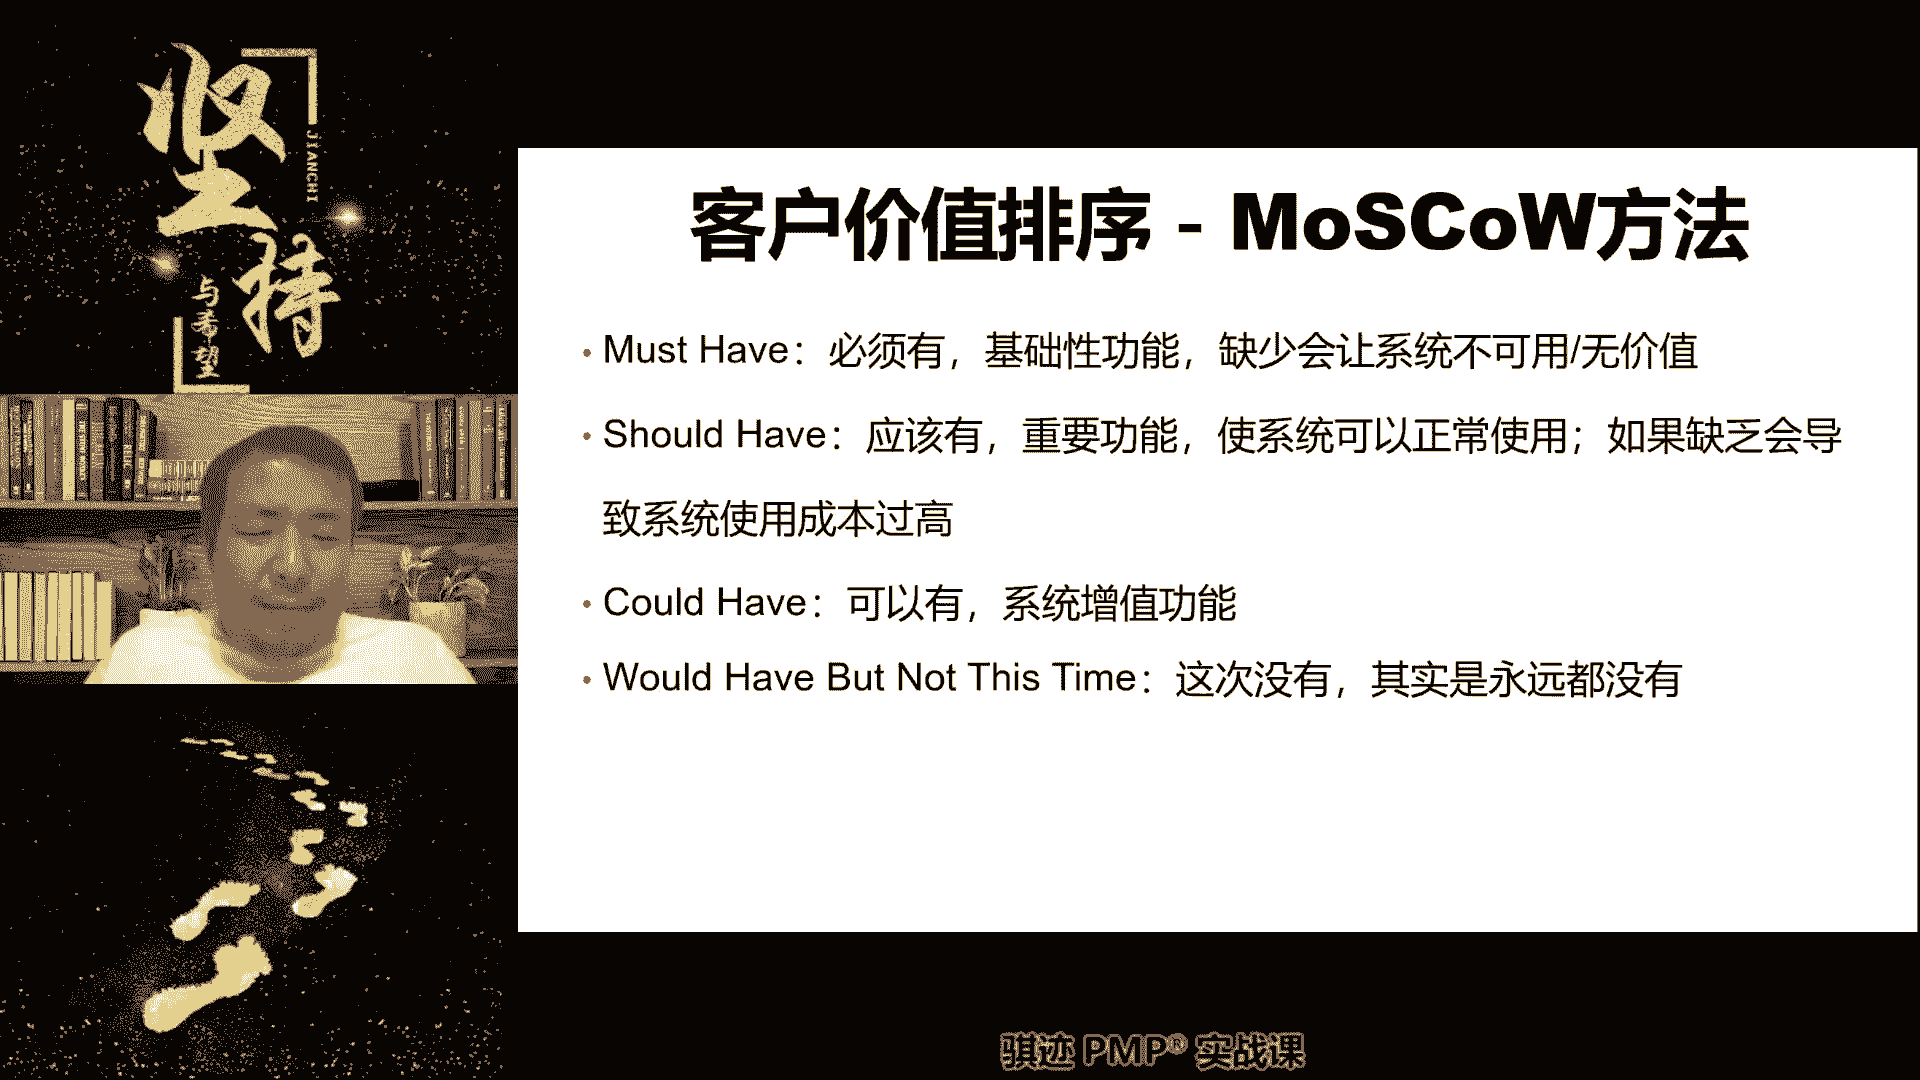 坚持
JIANCHI
与希望
客户价值排序 - MoSCoW方法
• Must Have：必须有，基础性功能，缺少会让系统不可用/无价值
• Should Have：应该有，重要功能，使系统可以正常使用；如果缺乏会导
致系统使用成本过高
• Could Have：可以有，系统增值功能
• Would Have But Not This Time：这次没有，其实是永远都没有
骐迹 PMP® 实战课